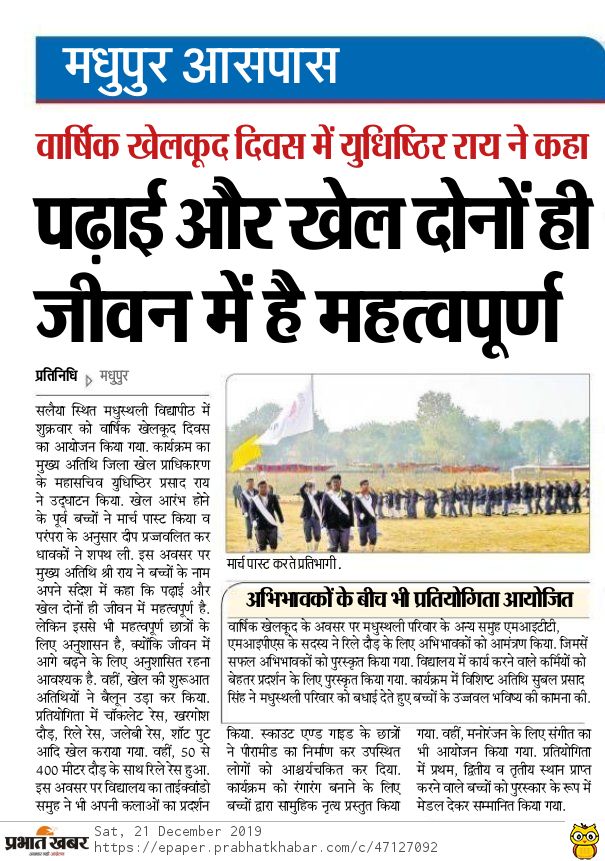 मधुपुर आसपास
वार्षिक खेलकूद दिवस में युधिष्ठिर राय ने कहा
पढ़ाई और खेल दोनों ही
जीवन में है महत्वपूर्ण
प्रतिनिधि ▷ मधुपुर
सलैया स्थित मधुस्थली विद्यापीठ में
शुक्रवार को वार्षिक खेलकूद दिवस
का आयोजन किया गया. कार्यक्रम का
मुख्य अतिथि जिला खेल प्राधिकरण
के महासचिव युधिष्ठिर प्रसाद राय
ने उद्घाटन किया. खेल आरंभ होने
के पूर्व बच्चों ने मार्च पास्ट किया व
परंपरा के अनुसार दीप प्रज्जवलित कर
धावकों ने शपथ ली. इस अवसर पर
मुख्य अतिथि श्री राय ने बच्चों के नाम
अपने संदेश में कहा कि पढ़ाई और
खेल दोनों ही जीवन में महत्वपूर्ण है.
लेकिन इससे भी महत्वपूर्ण छात्रों के
लिए अनुशासन है, क्योंकि जीवन में
आगे बढ़ने के लिए अनुशासित रहना
आवश्यक है. वहीं, खेल की शुरूआत
अतिथियों ने बैलून उड़ा कर किया.
प्रतियोगिता में चॉकलेट रेस, खरगोश
दौड़, रिले रेस, जलेबी रेस, शॉट पुट
आदि खेल कराया गया. वहीं, 50 से
400 मीटर दौड़ के साथ रिले रेस हुआ.
इस अवसर पर विद्यालय का ताईक्वांडो
समुह ने भी अपनी कलाओं का प्रदर्शन
मार्च पास्ट करते प्रतिभागी.
अभिभावकों के बीच भी प्रतियोगिता आयोजित
वार्षिक खेलकूद के अवसर पर मधुस्थली परिवार के अन्य समुह एमआइटीटी,
एमआइपीएस के सदस्य ने रिले दौड़ के लिए अभिभावकों को आमंत्रण किया. जिमसें
सफल अभिभावकों को पुरस्कृत किया गया. विद्यालय में कार्य करने वाले कर्मियों को
बेहतर प्रदर्शन के लिए पुरस्कृत किया गया. कार्यक्रम में विशिष्ट अतिथि सुबल प्रसाद
सिंह ने मधुस्थली परिवार को बधाई देते हुए बच्चों के उज्जवल भविष्य की कामना की.
किया. स्काउट एण्ड गाइड के छात्रों
ने पीरामीड का निर्माण कर उपस्थित
लोगों को आश्चर्यचकित कर दिया.
कार्यक्रम को रंगारंग बनाने के लिए
बच्चों द्वारा सामुहिक नृत्य प्रस्तुत किया
गया. वहीं, मनोरंजन के लिए संगीत का
भी आयोजन किया गया. प्रतियोगिता
में प्रथम, द्वितीय व तृतीय स्थान प्राप्त
करने वाले बच्चों को पुरस्कार के रूप में
मेडल देकर सम्मानित किया गया.
प्रभात खबर
Sat, 21 December 2019
https://epaper.prabhatkhabar.com/c/47127092